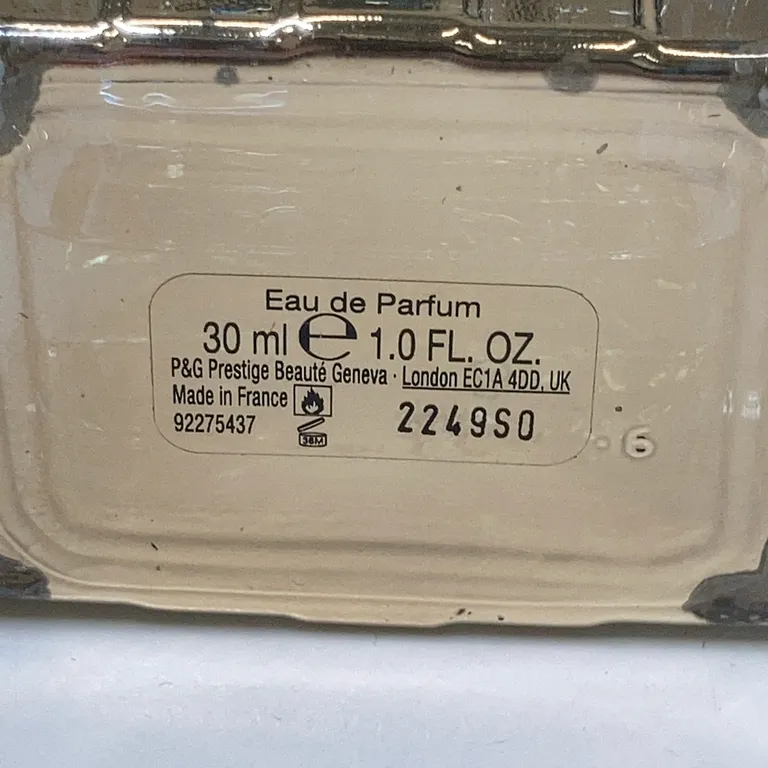 Eau de Parfum
30 ml e 1.0 FL. OZ.
P&G Prestige Beauté Geneva · London EC1A 4DD, UK
Made in France
92275437
36M
2249S0
6